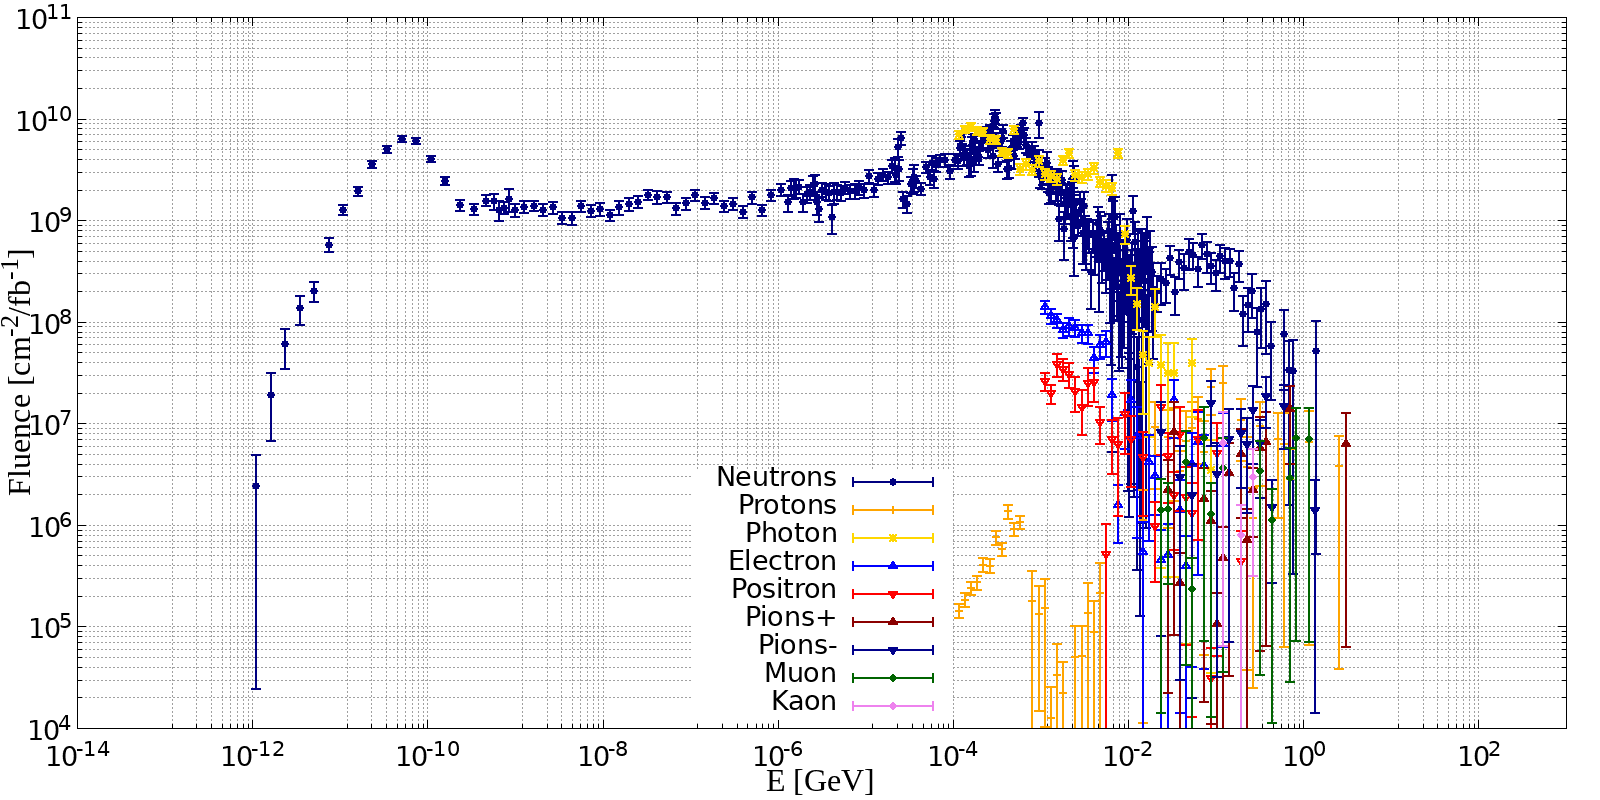 10^11
10^10
10^9
10^8
10^7
10^6
10^5
10^4
Fluence [cm^-2/fb^-1]
Neutrons
Protons
Photon
Electron
Positron
Pions+
Pions-
Muon
Kaon
10^-14 10^-12 10^-10 10^-8 10^-6 10^-4 10^-2 10^0 10^2
E [GeV]